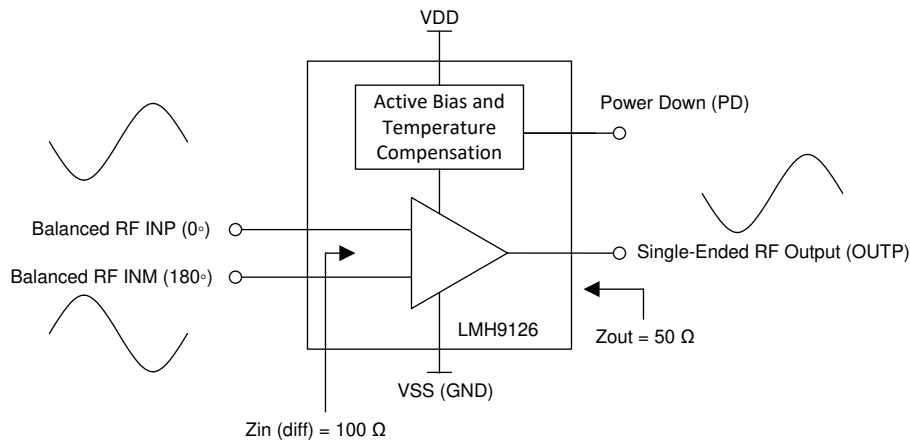 VDD
Active Bias and
Temperature
Compensation
Power Down (PD)
Balanced RF INP (0◦)
Single-Ended RF Output (OUTP)
Balanced RF INM (180◦)
LMH9126
Zout = 50 Ω
VSS (GND)
Zin (diff) = 100 Ω